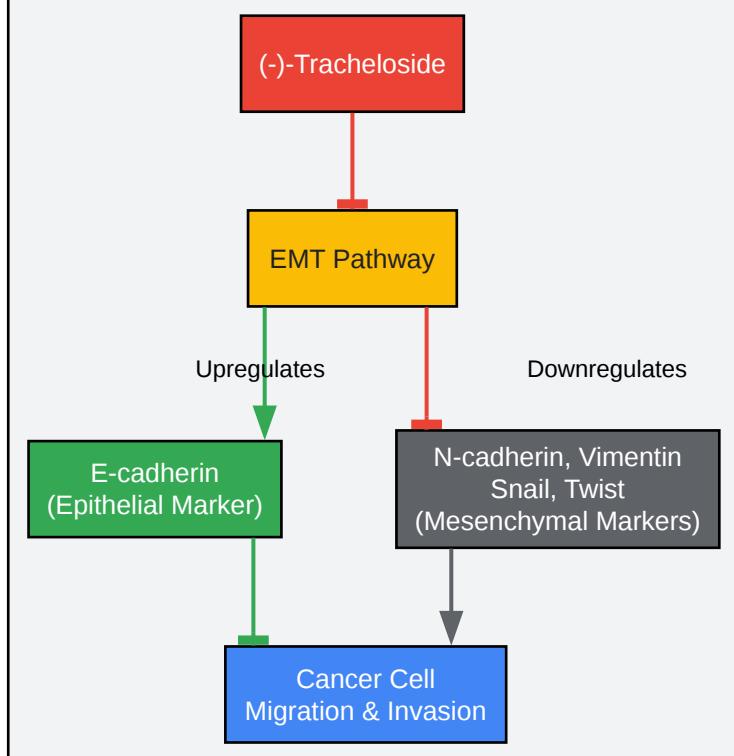 (-)-Tracheloside
EMT Pathway
Upregulates
Downregulates
E-cadherin
(Epithelial Marker)
N-cadherin, Vimentin
Snail, Twist
(Mesenchymal Markers)
Cancer Cell
Migration & Invasion